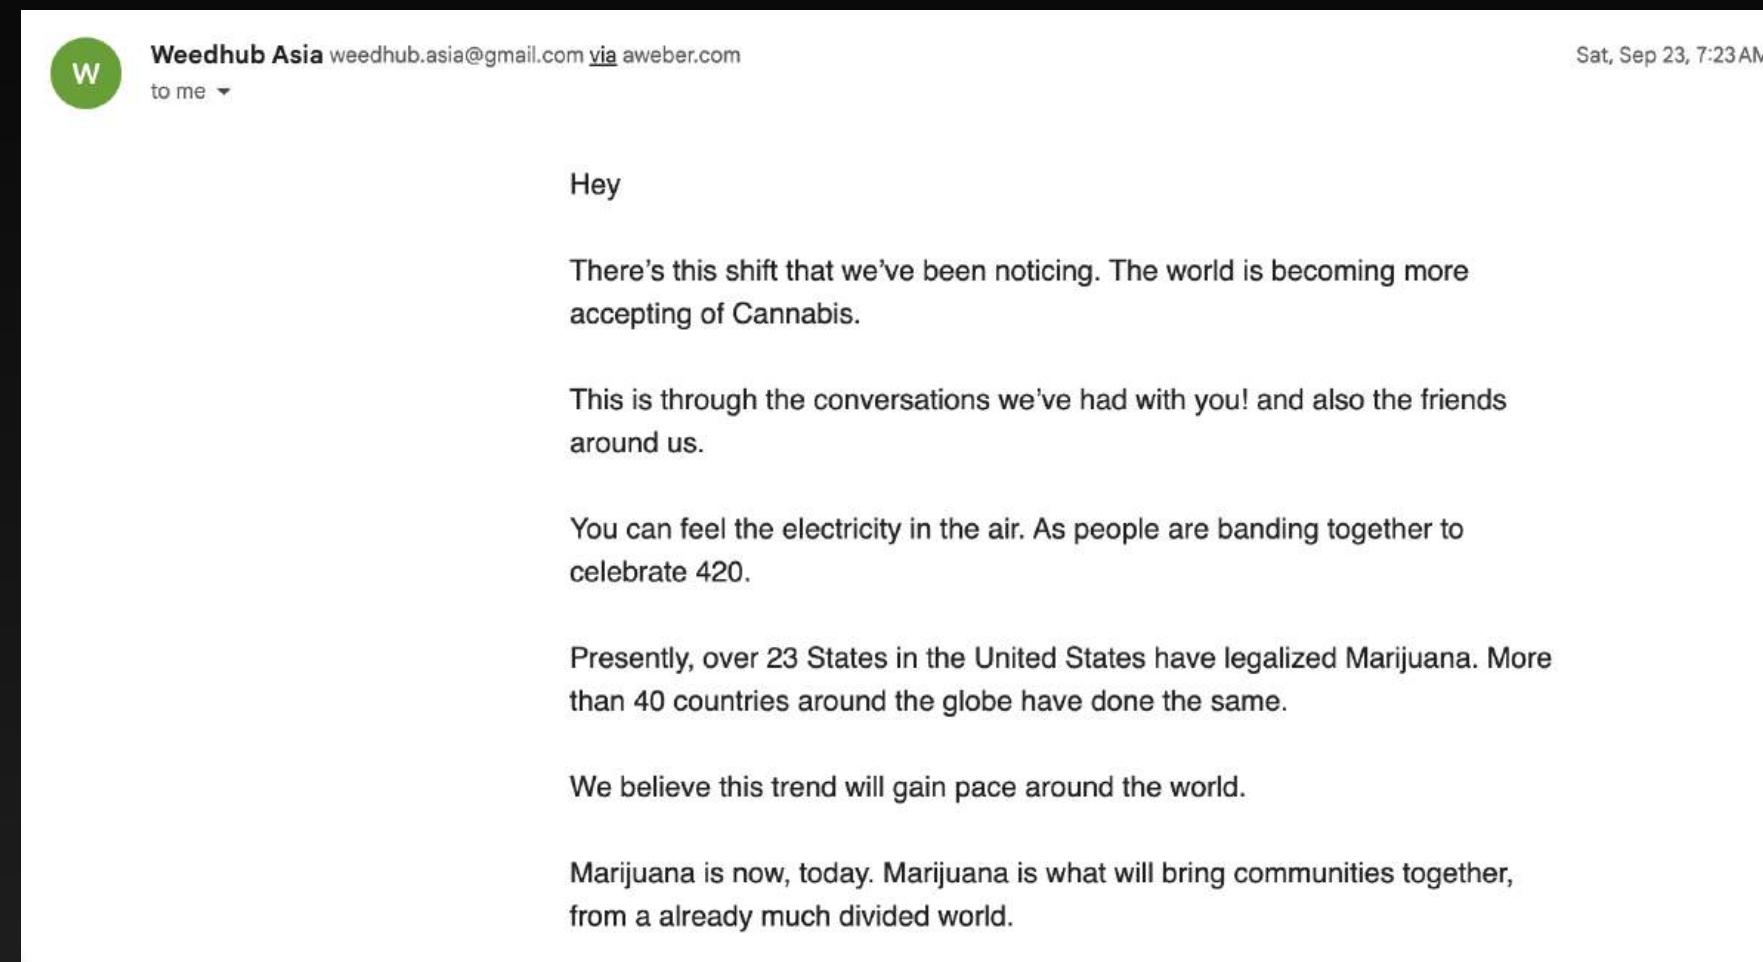 W
Weedhub Asia weedhub.asia@gmail.com via aweber.com
Sat, Sep 23, 7:23 AM
to me
Hey
There's this shift that we've been noticing. The world is becoming more
accepting of Cannabis.
This is through the conversations we've had with you! and also the friends
around us.
You can feel the electricity in the air. As people are banding together to
celebrate 420.
Presently, over 23 States in the United States have legalized Marijuana. More
than 40 countries around the globe have done the same.
We believe this trend will gain pace around the world.
Marijuana is now, today. Marijuana is what will bring communities together,
from a already much divided world.